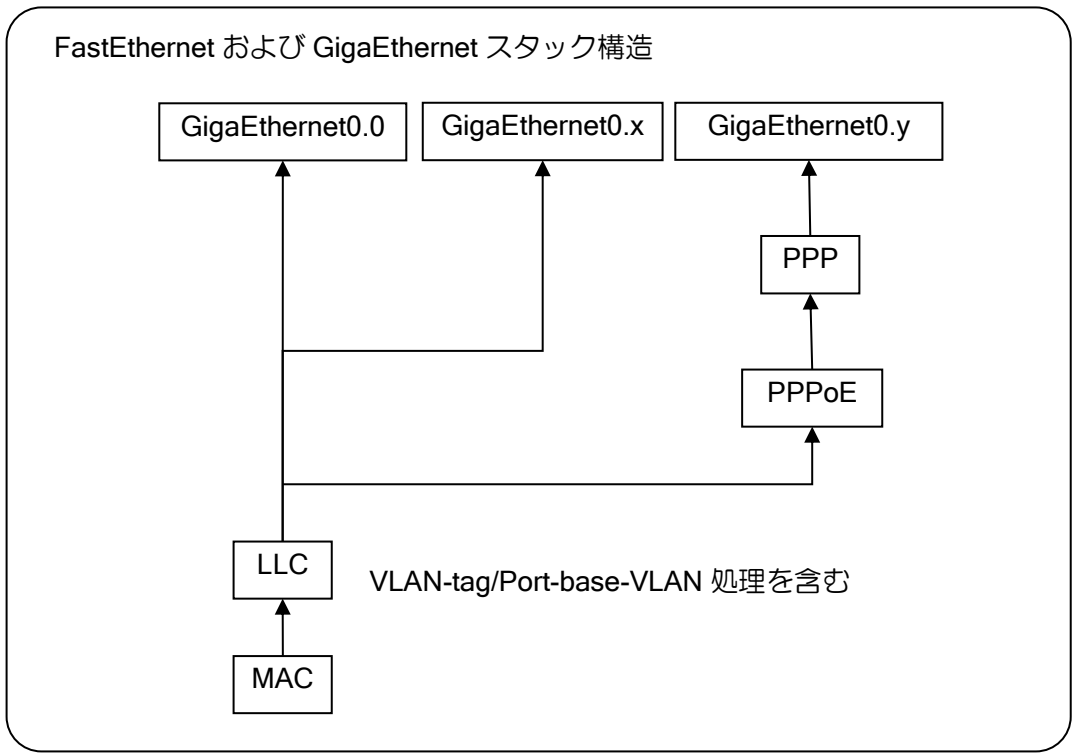 FastEthernet および GigaEthernet スタック構造
GigaEthernet0.0
GigaEthernet0.x
GigaEthernet0.y
PPP
PPPoE
LLC
VLAN-tag/Port-base-VLAN 処理を含む
MAC